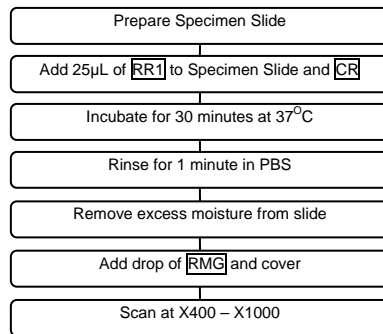 Prepare Specimen Slide
Add 25µL of RR1 to Specimen Slide and CR
Incubate for 30 minutes at 37°C
Rinse for 1 minute in PBS
Remove excess moisture from slide
Add drop of RMG and cover
Scan at X400 – X1000